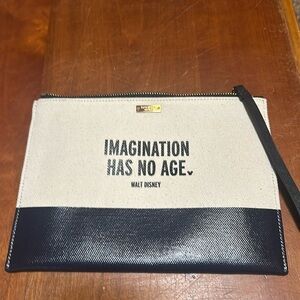 IMAGINATION
HAS NO AGE.
WALT DISNEY